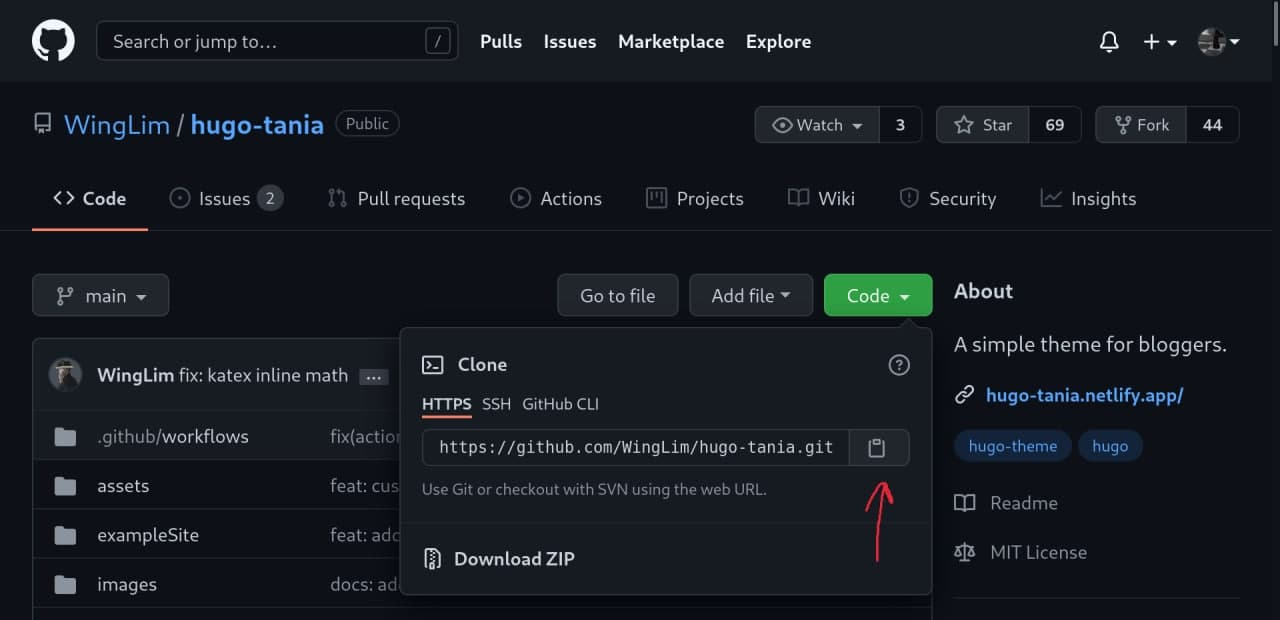 Search or jump to... /
Pulls Issues Marketplace Explore
WingLim / hugo-tania Public
Watch 3 Star 69 Fork 44
Code Issues 2 Pull requests Actions Projects Wiki Security Insights
main Go to file Add file Code
WingLim fix: katex inline math ...
.github/workflows fix(action
assets feat: cus
exampleSite feat: add
images docs: ad
Clone
HTTPS SSH GitHub CLI
https://github.com/WingLim/hugo-tania.git
Use Git or checkout with SVN using the web URL.
Download ZIP
About
A simple theme for bloggers.
hugo-tania.netlify.app/
hugo-theme hugo
Readme
MIT License